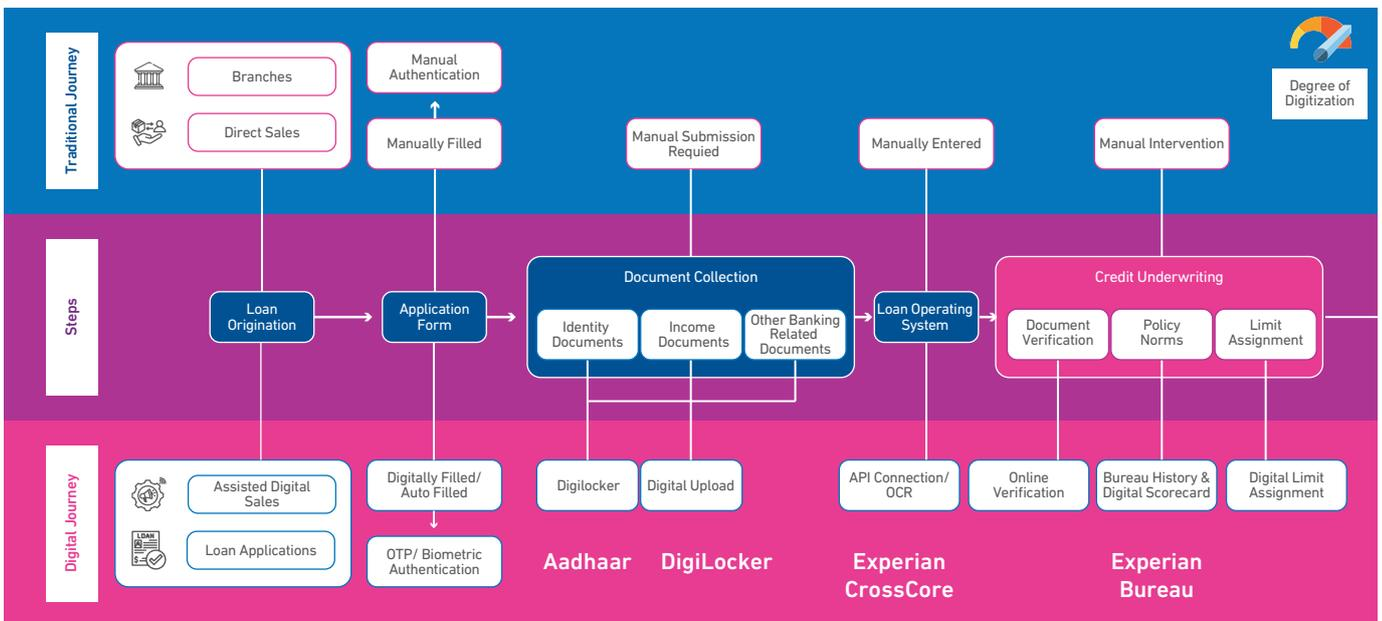 Traditional Journey
Branches
Direct Sales
Manual
Authentication
Manually Filled
Manual Submission
Requied
Manually Entered
Manual Intervention
Degree of
Digitization
Steps
Loan
Origination
Application
Form
Document Collection
Identity
Documents
Income
Documents
Other Banking
Related
Documents
Loan Operating
System
Credit Underwriting
Document
Verification
Policy
Norms
Limit
Assignment
Digital Journey
Assisted Digital
Sales
LOAN
Loan Applications
Digitally Filled/
Auto Filled
OTP/ Biometric
Authentication
Digilocker
Digital Upload
API Connection/
OCR
Online
Verification
Bureau History &
Digital Scorecard
Digital Limit
Assignment
Aadhaar
DigiLocker
Experian
CrossCore
Experian
Bureau